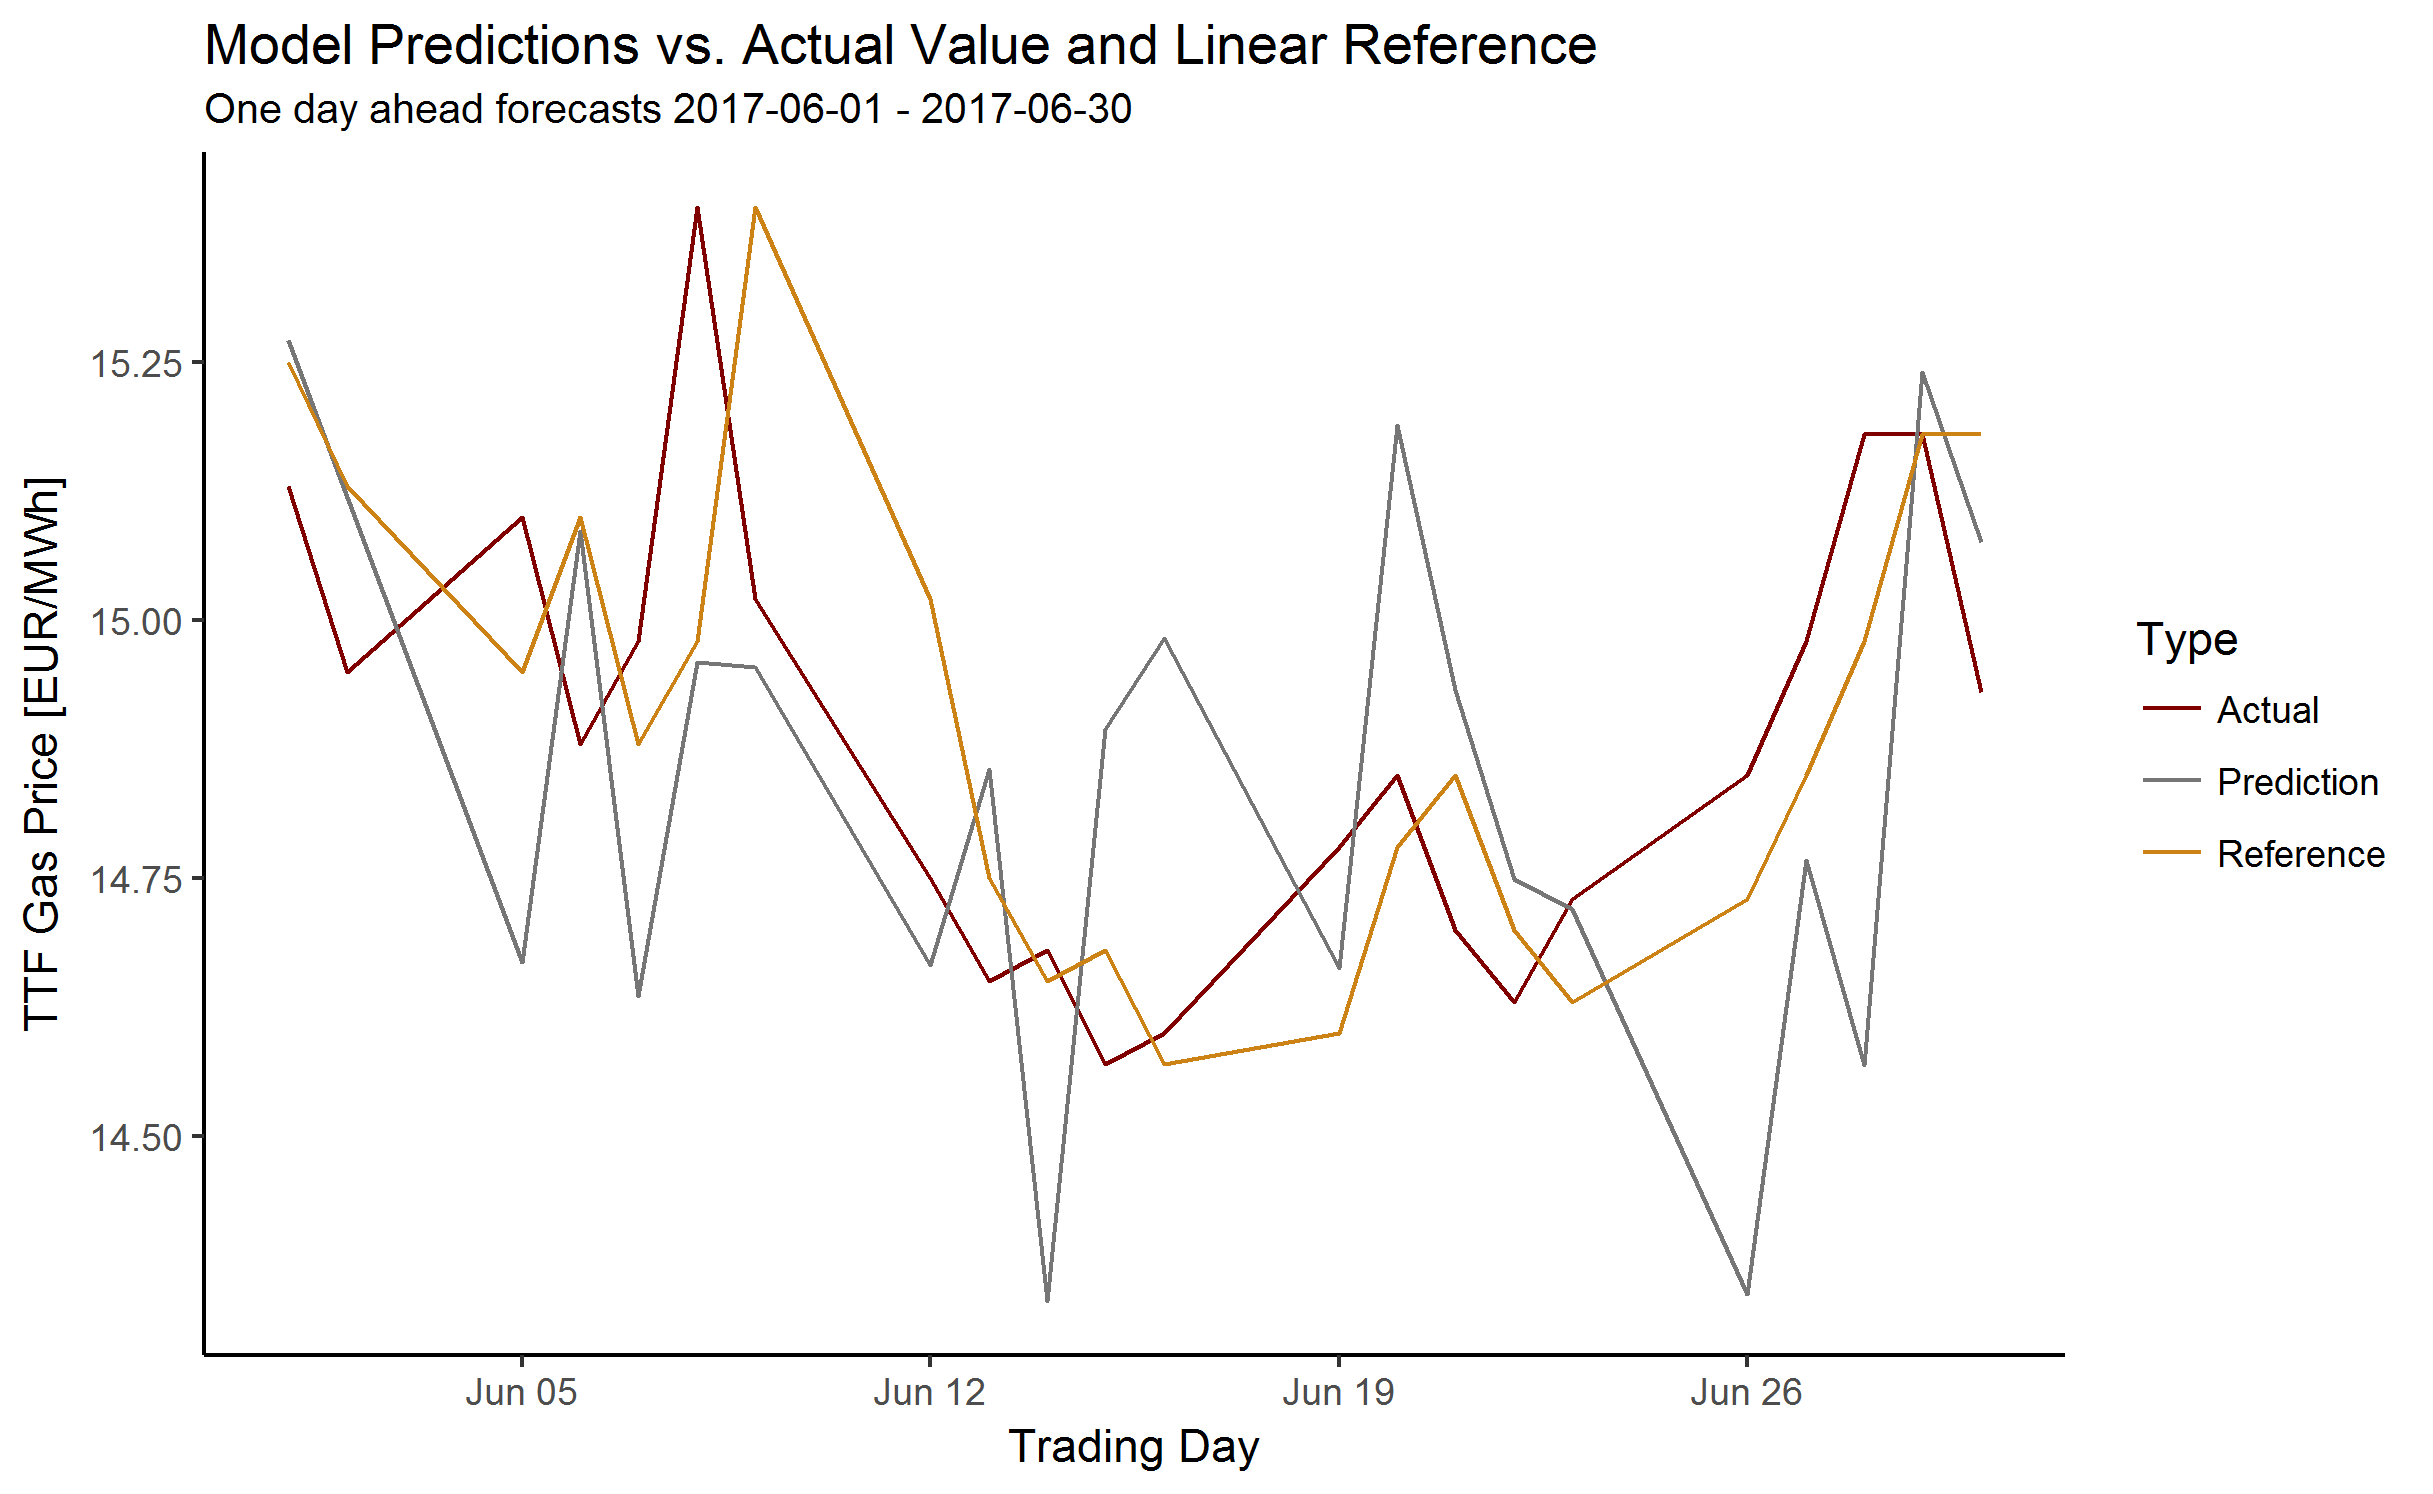 Model Predictions vs. Actual Value and Linear Reference
One day ahead forecasts 2017-06-01 - 2017-06-30
TTF Gas Price [EUR/MWh]
15.25
15.00
14.75
14.50
Jun 05
Jun 12
Jun 19
Jun 26
Trading Day
Type
Actual
Prediction
Reference